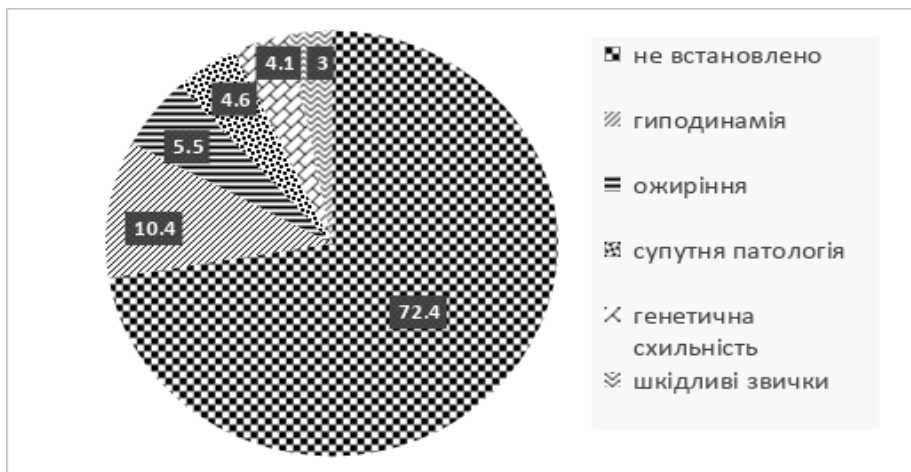 4.1
3
4.6
5.5
10.4
72.4
не встановлено
гиподинамія
ожиріння
супутня патологія
генетична
схильність
шкідливі звички